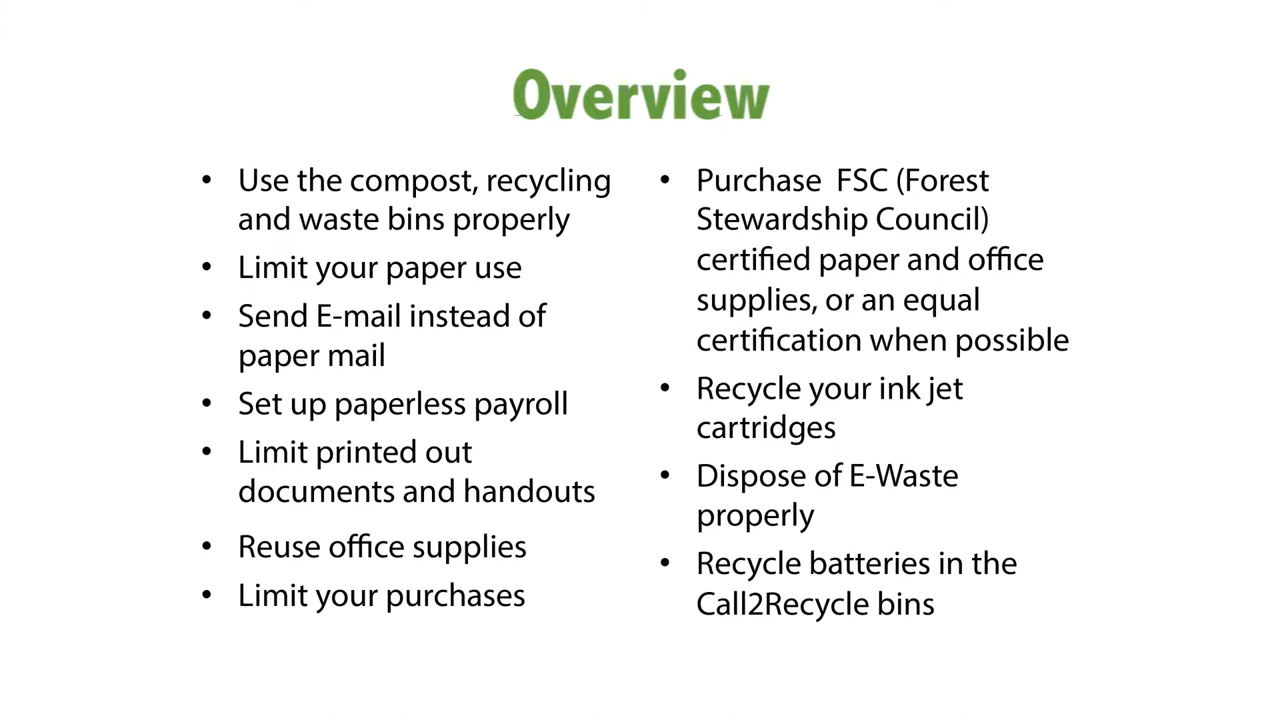 Overview
• Use the compost, recycling
and waste bins properly
• Limit your paper use
• Send E-mail instead of
paper mail
• Set up paperless payroll
• Limit printed out
documents and handouts
• Reuse office supplies
• Limit your purchases
• Purchase  FSC (Forest
Stewardship Council)
certified paper and office
supplies, or an equal
certification when possible
• Recycle your ink jet
cartridges
• Dispose of E-Waste
properly
• Recycle batteries in the
Call2Recycle bins